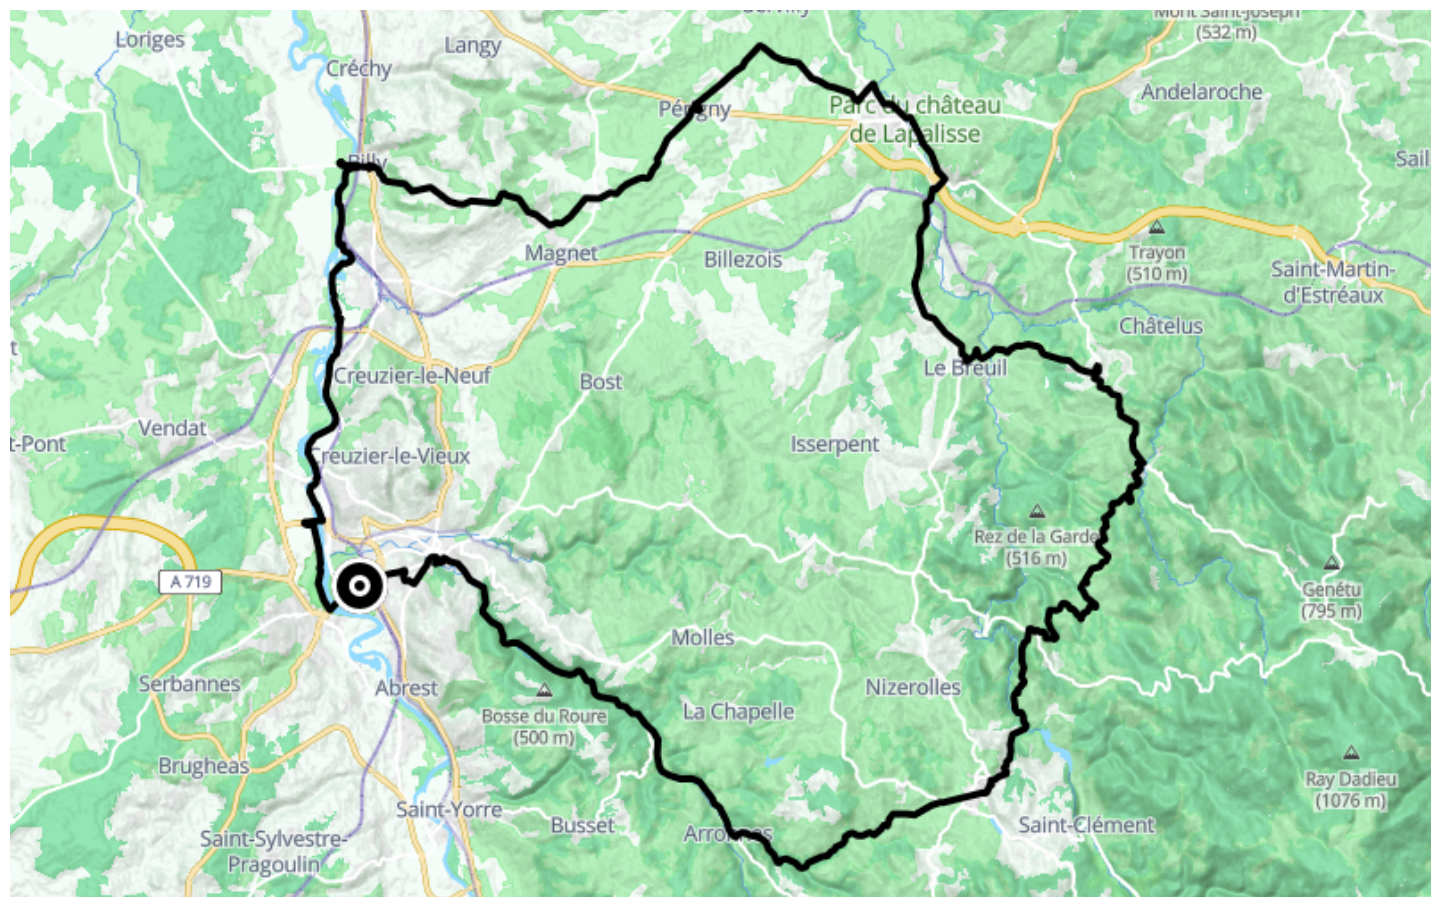 Mont Saint-Joseph
(532 m)
Loriges
Langy
Créchy
Andelaroche
Parc du château
de Lapalisse
Périgny
Billy
Sail
Magnet
Billezois
Trayon
(510 m)
Saint-Martin-
d'Estréaux
Châtelus
Creuzier-le-Neuf
Bost
Le Breuil
Vendat
t-Pont
Isserpent
Creuzier-le-Vieux
Rez de la Garde
(516 m)
A 719
Genétu
(795 m)
Molles
Serbannes
Abrest
Nizerolles
Bosse du Roure
(500 m)
La Chapelle
Brugheas
Ray Dadieu
(1076 m)
Saint-Yorre
Busset
Saint-Clément
Saint-Sylvestre-
Pragoulin